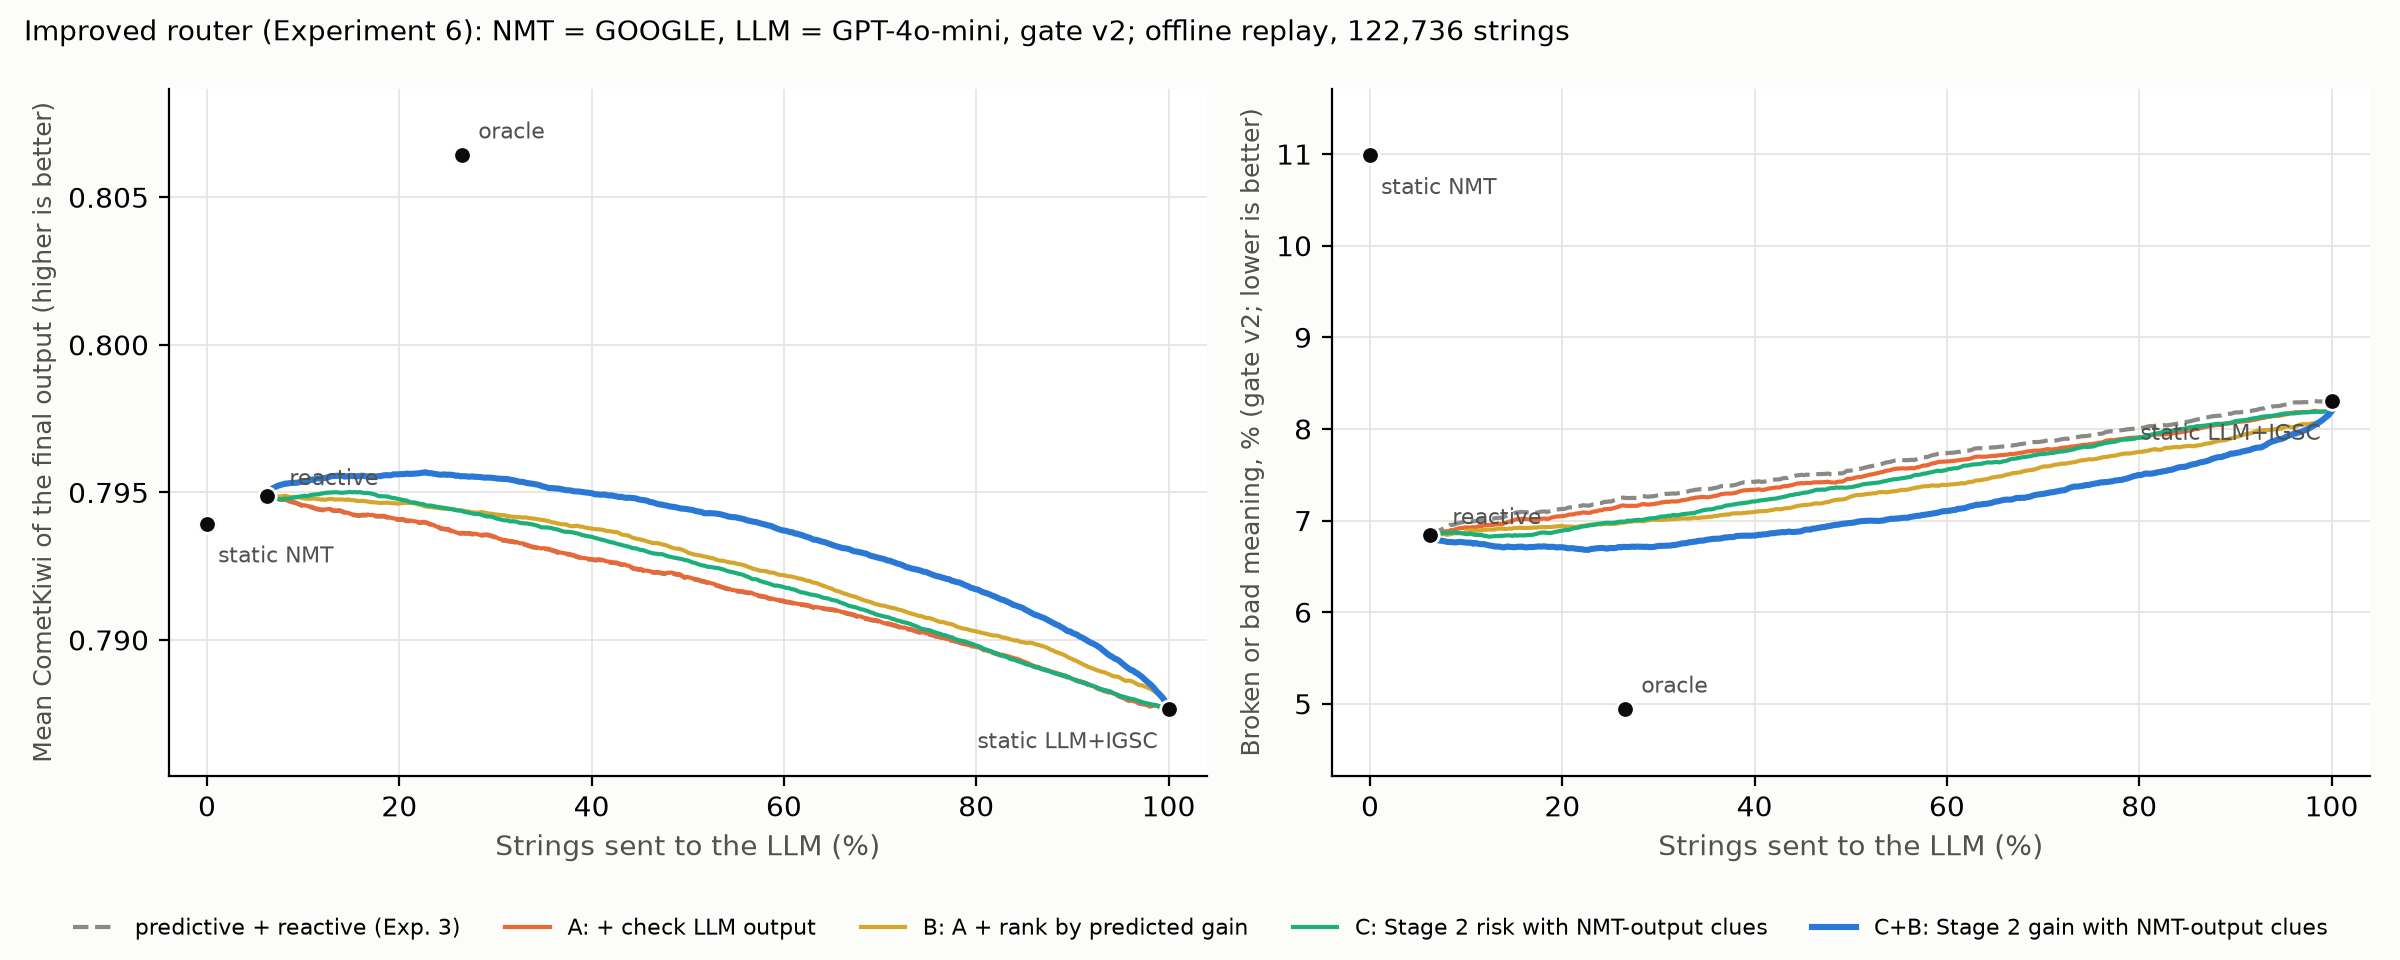 Improved router (Experiment 6): NMT = GOOGLE, LLM = GPT-4o-mini, gate v2; offline replay, 122,736 strings
Mean CometKiwi of the final output (higher is better)
0.805
0.800
0.795
0.790
oracle
reactive
static NMT
static LLM+IGSC
0 20 40 60 80 100
Strings sent to the LLM (%)
Broken or bad meaning, % (gate v2; lower is better)
11
10
9
8
7
6
5
static NMT
static LLM+IGSC
reactive
oracle
0 20 40 60 80 100
Strings sent to the LLM (%)
predictive + reactive (Exp. 3) A: + check LLM output B: A + rank by predicted gain C: Stage 2 risk with NMT-output clues C+B: Stage 2 gain with NMT-output clues